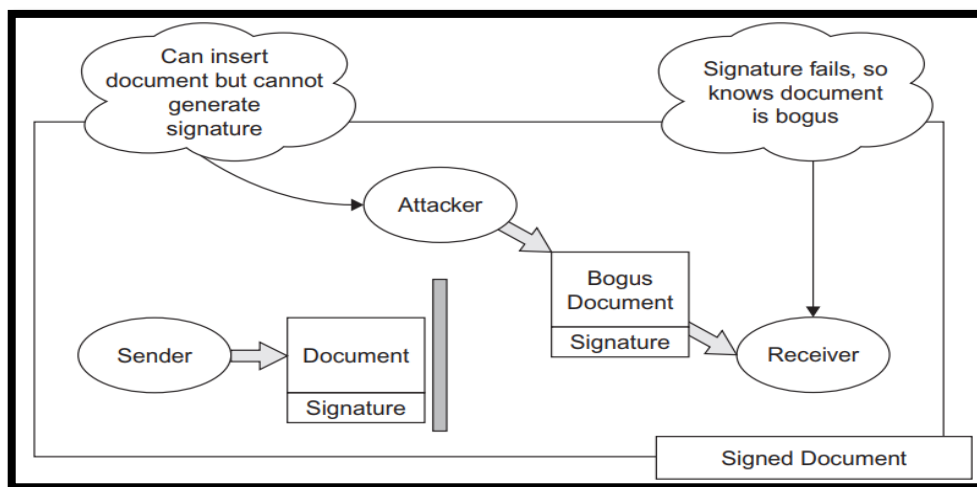 Can insert
document but cannot
generate
signature
Signature fails, so
knows document
is bogus
Attacker
Bogus
Document
Signature
Sender
Document
Signature
Receiver
Signed Document